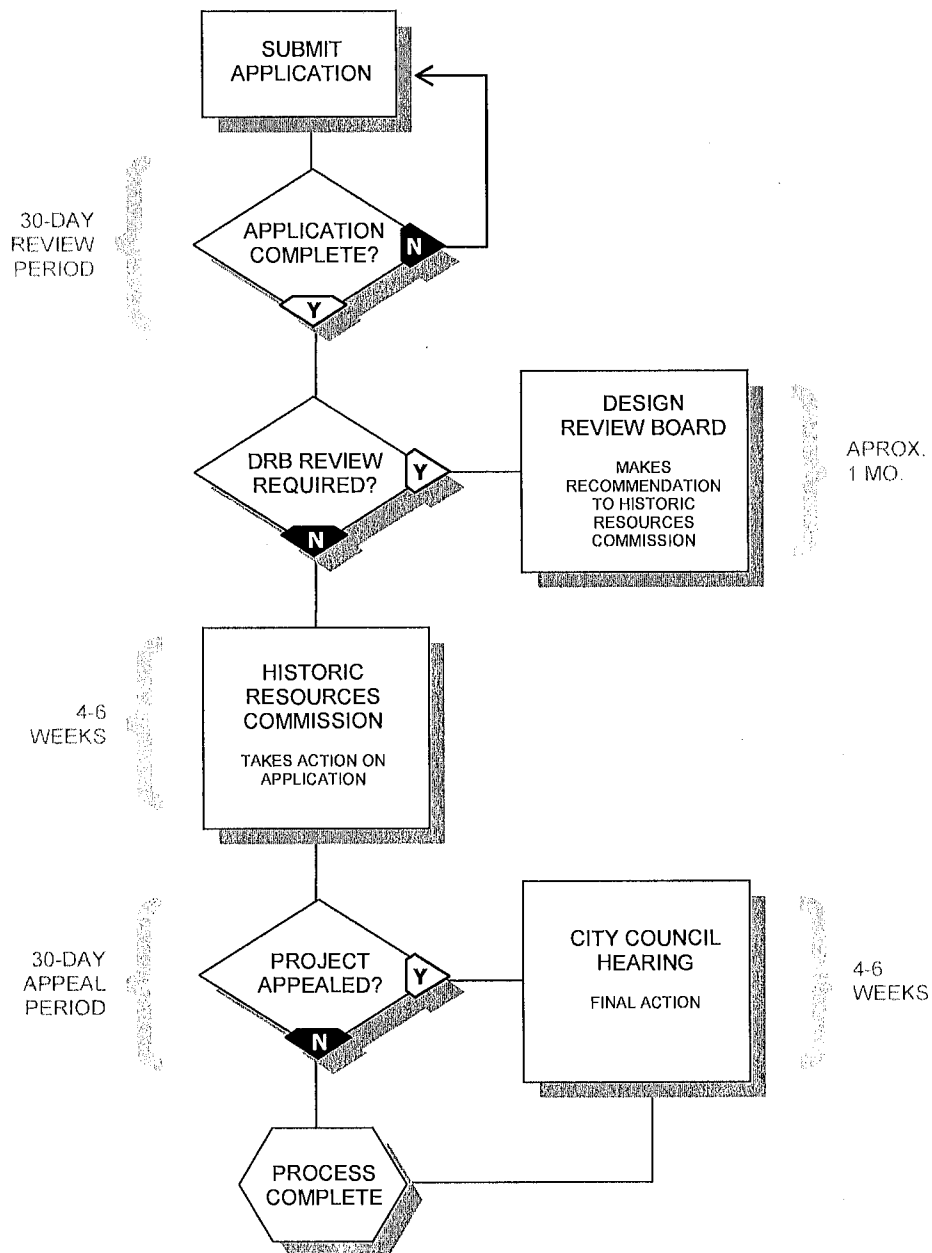 SUBMIT
APPLICATION
30-DAY
REVIEW
PERIOD
APPLICATION
COMPLETE?
N
Y
DRB REVIEW
REQUIRED?
Y
N
DESIGN
REVIEW BOARD
MAKES
RECOMMENDATION
TO HISTORIC
RESOURCES
COMMISSION
APROX.
1 MO.
4-6
WEEKS
HISTORIC
RESOURCES
COMMISSION
TAKES ACTION ON
APPLICATION
30-DAY
APPEAL
PERIOD
PROJECT
APPEALED?
Y
N
CITY COUNCIL
HEARING
FINAL ACTION
4-6
WEEKS
PROCESS
COMPLETE